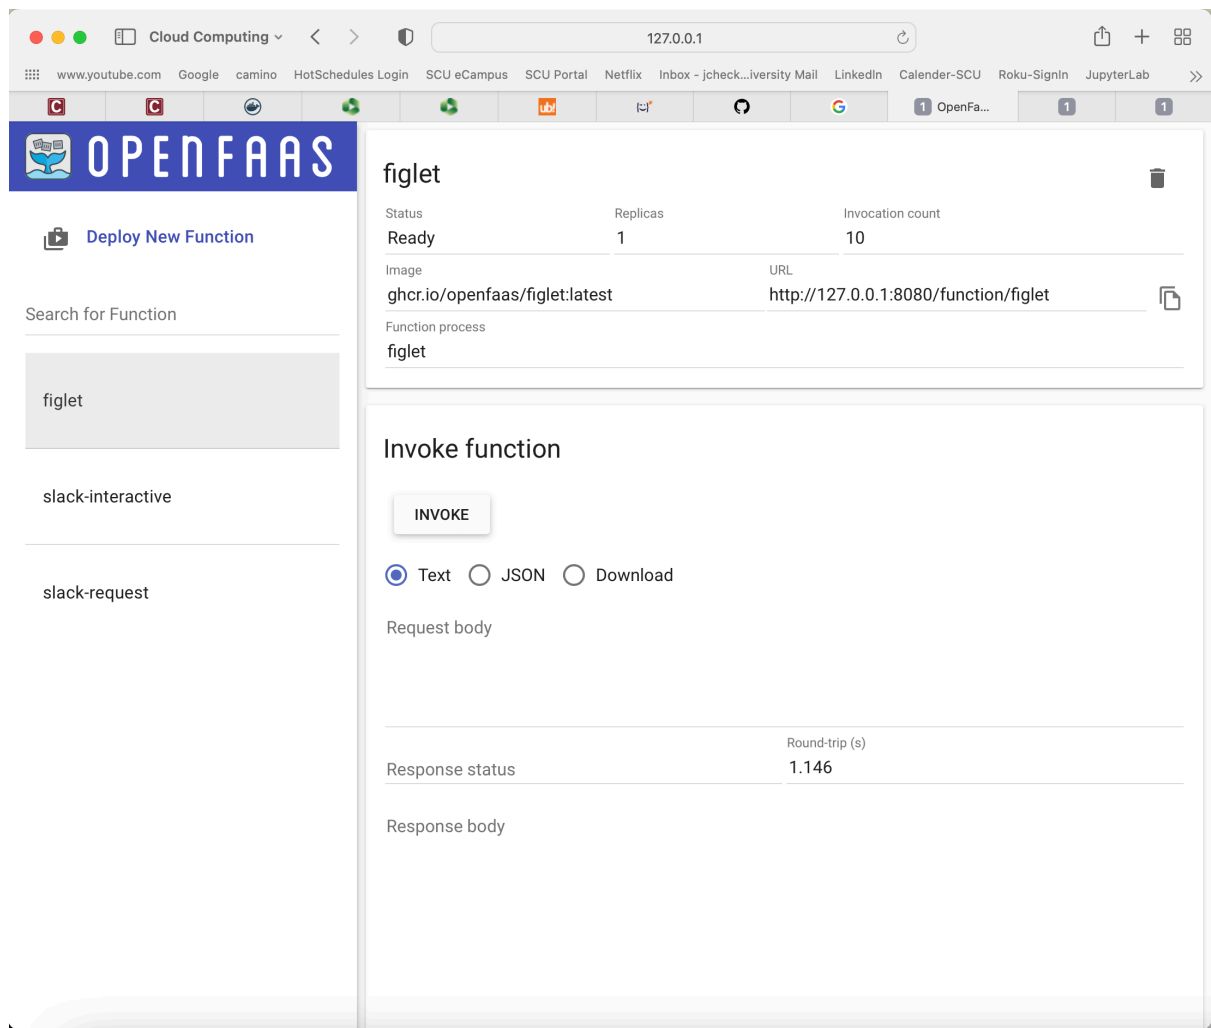 Cloud Computing
127.0.0.1
www.youtube.com Google camino HotSchedules Login SCU eCampus SCU Portal Netflix Inbox - jcheck...iversity Mail LinkedIn Calender-SCU Roku-SignIn JupyterLab
C C ub! 1 OpenFa... 1 1
OPENFAAS
Deploy New Function
Search for Function
figlet
slack-interactive
slack-request
figlet
Status Replicas Invocation count
Ready 1 10
Image URL
ghcr.io/openfaas/figlet:latest http://127.0.0.1:8080/function/figlet
Function process
figlet
Invoke function
INVOKE
Text JSON Download
Request body
Round-trip (s)
Response status 1.146
Response body